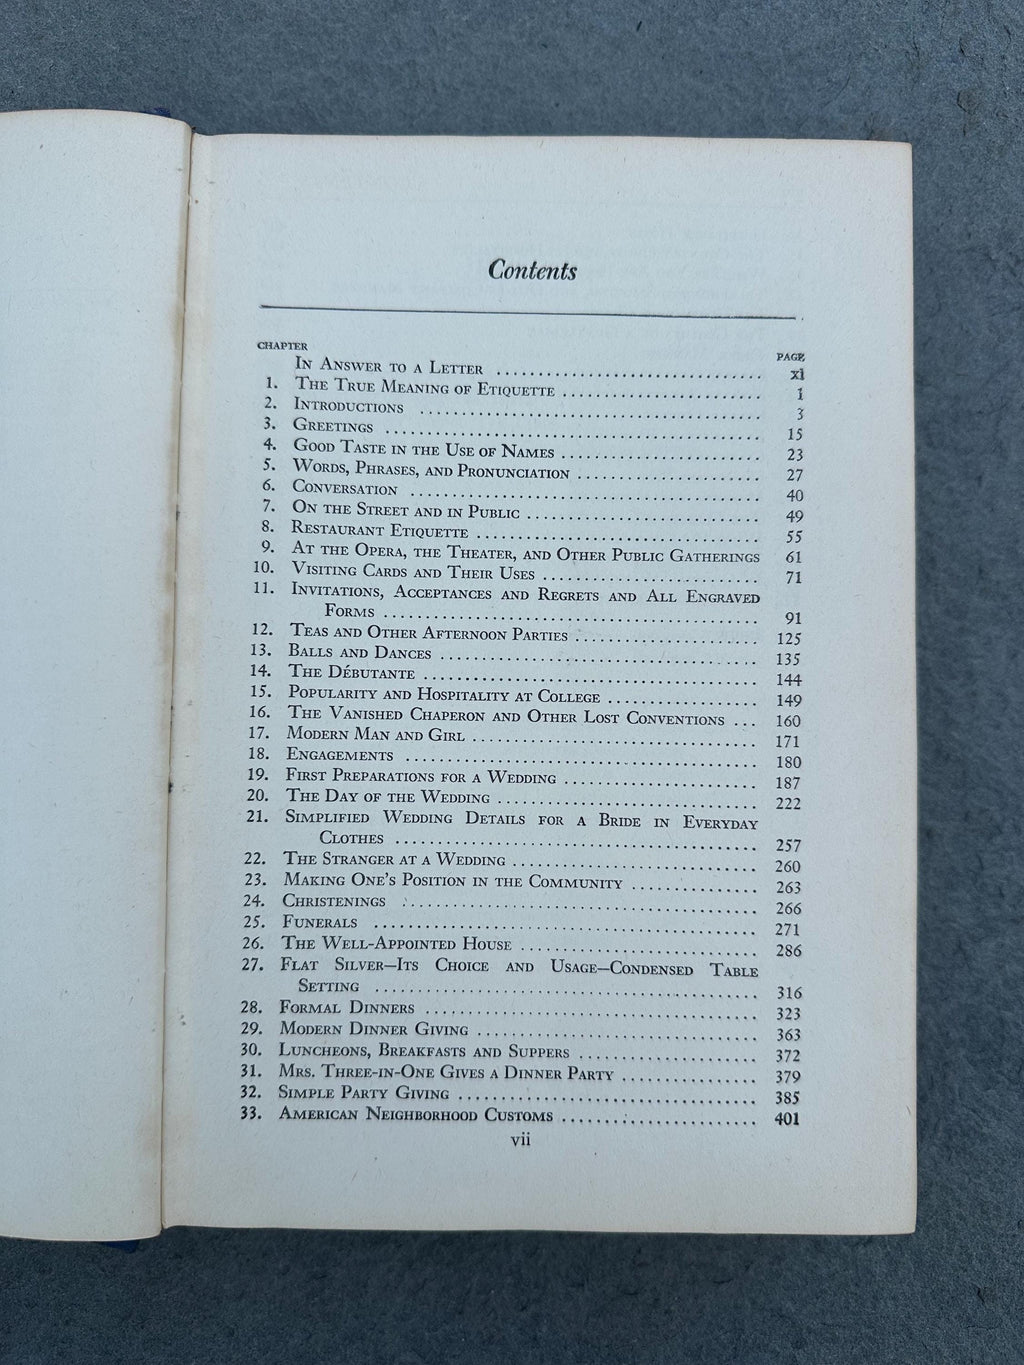 Contents
CHAPTER PAGE
IN ANSWER TO A LETTER .......... xi
1. THE TRUE MEANING OF ETIQUETTE .......... 1
2. INTRODUCTIONS .......... 3
3. GREETINGS .......... 15
4. GOOD TASTE IN THE USE OF NAMES .......... 23
5. WORDS, PHRASES, AND PRONUNCIATION .......... 27
6. CONVERSATION .......... 40
7. ON THE STREET AND IN PUBLIC .......... 49
8. RESTAURANT ETIQUETTE .......... 55
9. AT THE OPERA, THE THEATER, AND OTHER PUBLIC GATHERINGS 61
10. VISITING CARDS AND THEIR USES .......... 71
11. INVITATIONS, ACCEPTANCES AND REGRETS AND ALL ENGRAVED
FORMS .......... 91
12. TEAS AND OTHER AFTERNOON PARTIES .......... 125
13. BALLS AND DANCES .......... 135
14. THE DÉBUTANTE .......... 144
15. POPULARITY AND HOSPITALITY AT COLLEGE .......... 149
16. THE VANISHED CHAPERON AND OTHER LOST CONVENTIONS ... 160
17. MODERN MAN AND GIRL .......... 171
18. ENGAGEMENTS .......... 180
19. FIRST PREPARATIONS FOR A WEDDING .......... 187
20. THE DAY OF THE WEDDING .......... 222
21. SIMPLIFIED WEDDING DETAILS FOR A BRIDE IN EVERYDAY
CLOTHES .......... 257
22. THE STRANGER AT A WEDDING .......... 260
23. MAKING ONE'S POSITION IN THE COMMUNITY .......... 263
24. CHRISTENINGS .......... 266
25. FUNERALS .......... 271
26. THE WELL-APPOINTED HOUSE .......... 286
27. FLAT SILVER—ITS CHOICE AND USAGE—CONDENSED TABLE
SETTING .......... 316
28. FORMAL DINNERS .......... 323
29. MODERN DINNER GIVING .......... 363
30. LUNCHEONS, BREAKFASTS AND SUPPERS .......... 372
31. MRS. THREE-IN-ONE GIVES A DINNER PARTY .......... 379
32. SIMPLE PARTY GIVING .......... 385
33. AMERICAN NEIGHBORHOOD CUSTOMS .......... 401
vii